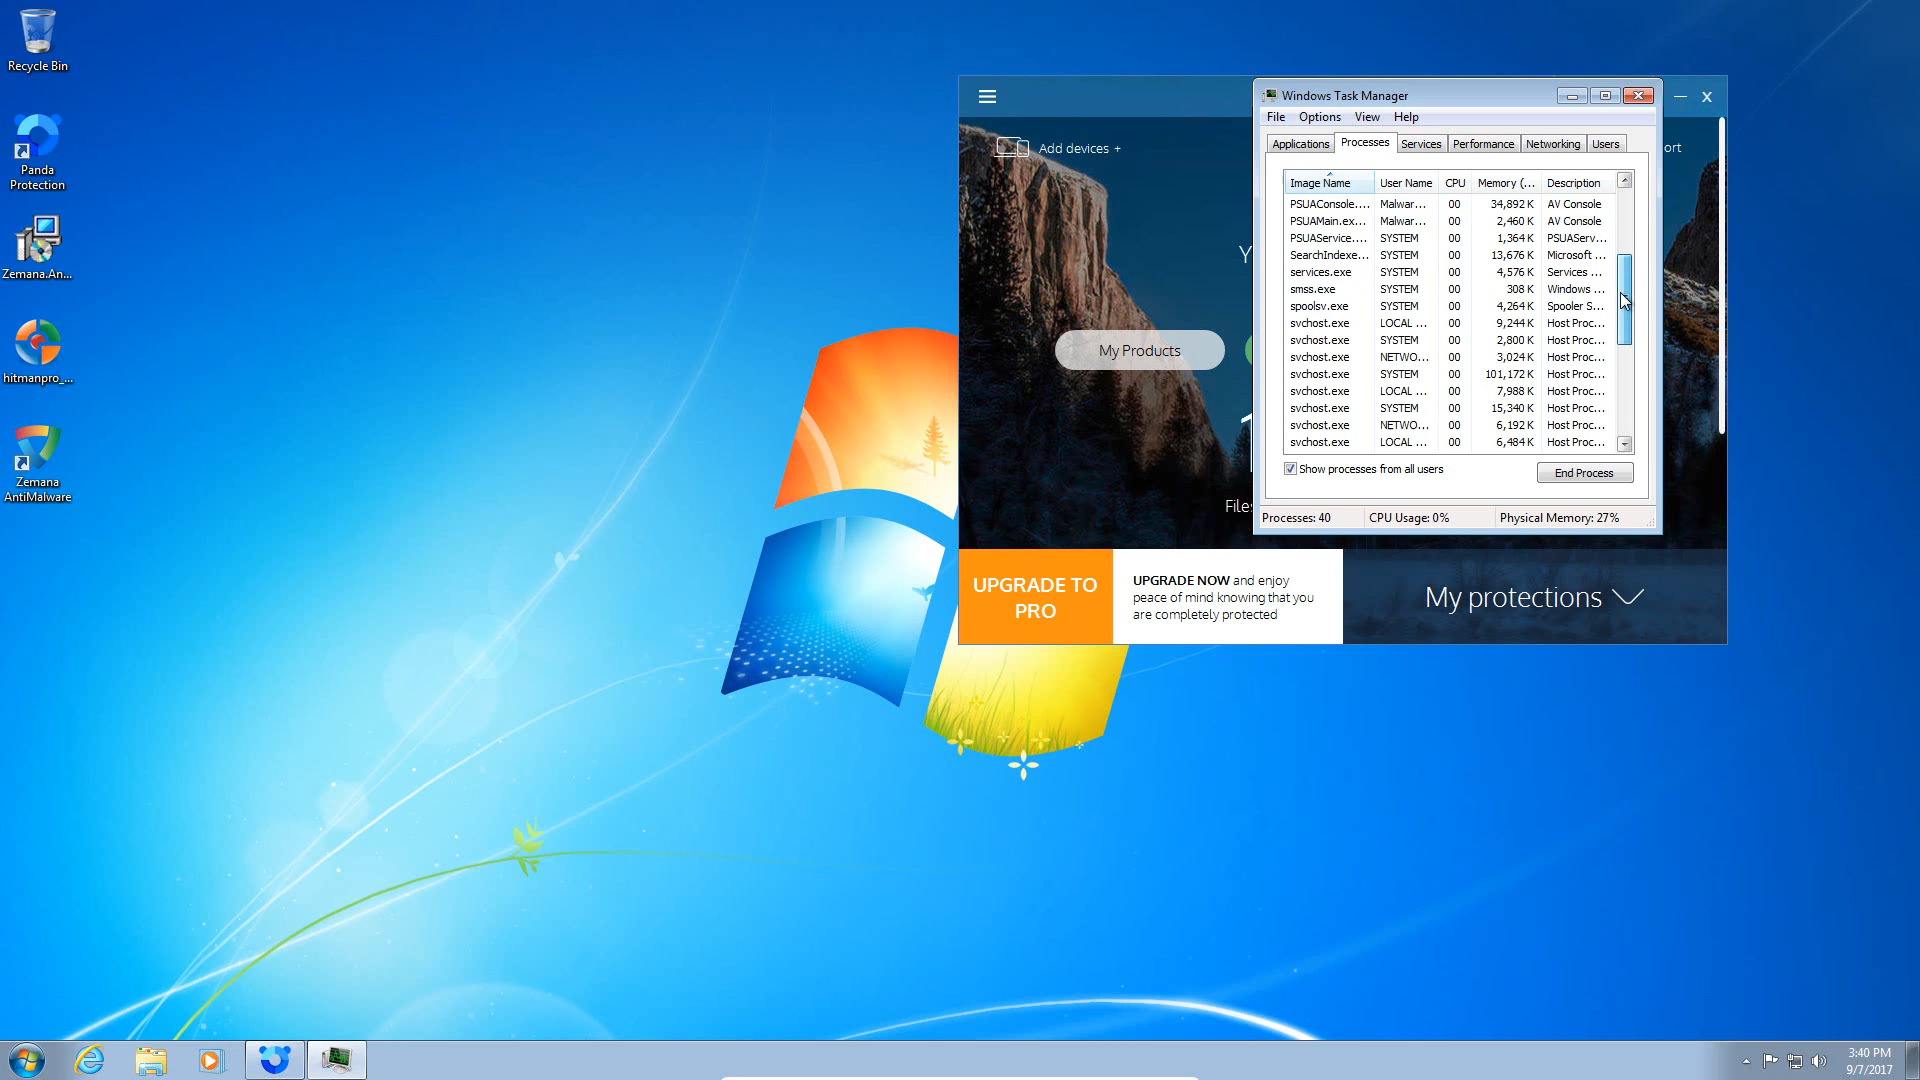 Recycle Bin
Panda
Protection
Zemana.An...
hitmanpro_...
Zemana
AntiMalware
Add devices +
Y
My Products
Files
ort
UPGRADE TO
PRO
UPGRADE NOW and enjoy
peace of mind knowing that you
are completely protected
My protections
X
Windows Task Manager
File Options View Help
Applications Processes Services Performance Networking Users
Image Name User Name CPU Memory (... Description
PSUAConsole.... Malwar... 00 34,892 K AV Console
PSUAMain.ex... Malwar... 00 2,460 K AV Console
PSUAService.... SYSTEM 00 1,364 K PSUAServ...
SearchIndexe... SYSTEM 00 13,676 K Microsoft ...
services.exe SYSTEM 00 4,576 K Services ...
smss.exe SYSTEM 00 308 K Windows ...
spoolsv.exe SYSTEM 00 4,264 K Spooler S...
svchost.exe LOCAL ... 00 9,244 K Host Proc...
svchost.exe SYSTEM 00 2,800 K Host Proc...
svchost.exe NETWO... 00 3,024 K Host Proc...
svchost.exe SYSTEM 00 101,172 K Host Proc...
svchost.exe LOCAL ... 00 7,988 K Host Proc...
svchost.exe SYSTEM 00 15,340 K Host Proc...
svchost.exe NETWO... 00 6,192 K Host Proc...
svchost.exe LOCAL ... 00 6,484 K Host Proc...
Show processes from all users
End Process
Processes: 40 CPU Usage: 0% Physical Memory: 27%
3:40 PM
9/7/2017